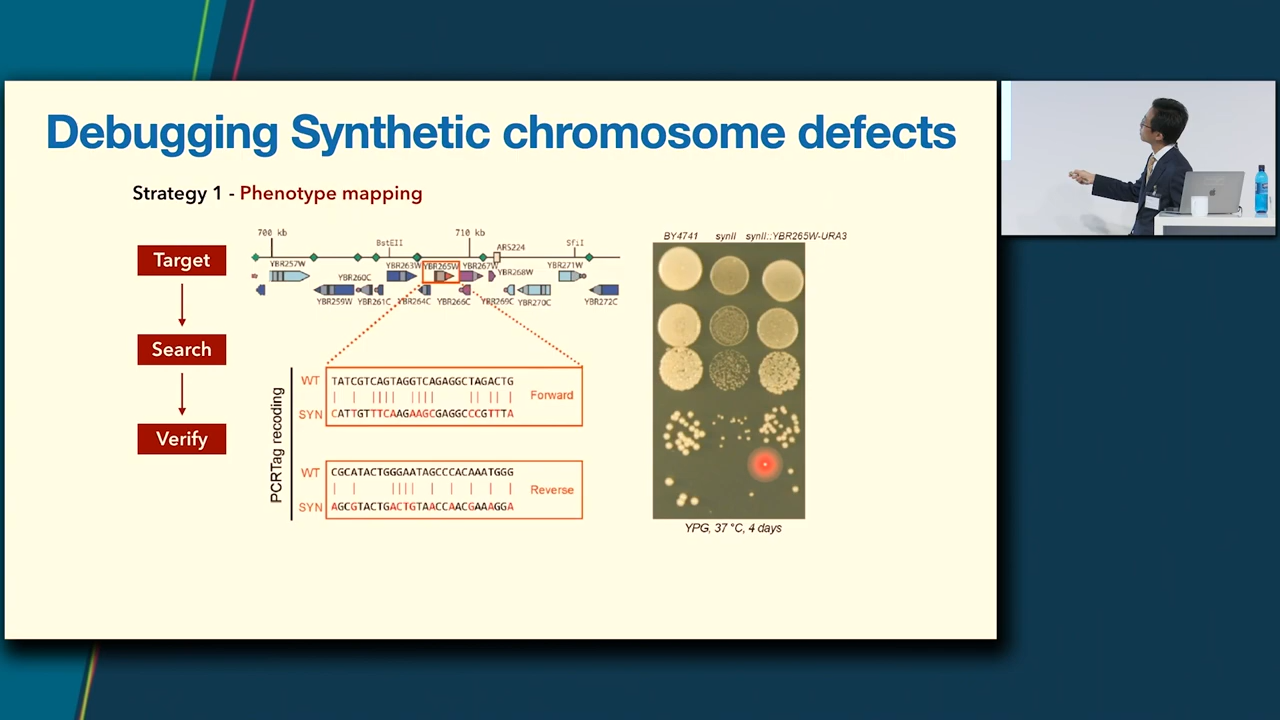 Debugging Synthetic chromosome defects
Strategy 1 - Phenotype mapping
Target
Search
Verify
700 kb
710 kb
BstEII
ARS224
SfiI
YBR257W
YBR260C
YBR263W
YBR265W
YBR267W
YBR268W
YBR271W
YBR259W
YBR261C
YBR264C
YBR266C
YBR269C
YBR270C
YBR272C
PCRTag recoding
WT TATCGTCAGTAGGTCAGAGGCTAGACTG
Forward
SYN CATTGTTTCAAGAAGCGAGGCCCGTTTA
WT CGCATACTGGGAATAGCCCACAAATGGG
Reverse
SYN AGCGTACTGACTGTAACCAACGAAAGGA
BY4741 synII synII::YBR265W-URA3
YPG, 37 °C, 4 days